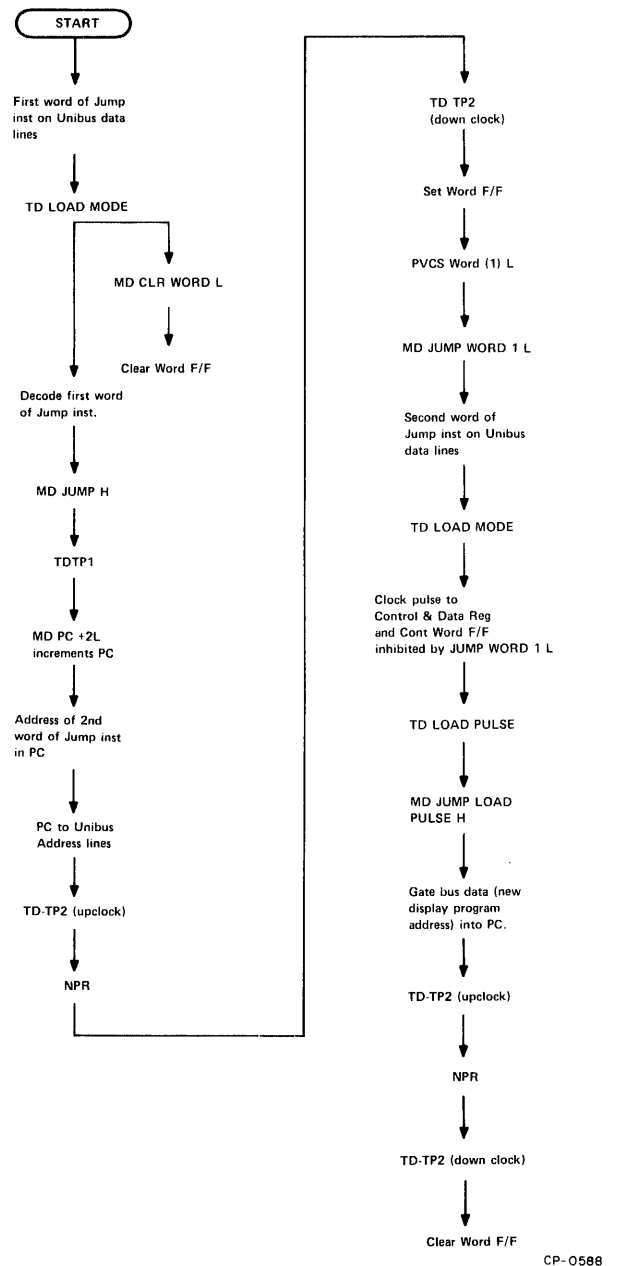 START
First word of Jump
inst on Unibus data
lines
TD LOAD MODE
MD CLR WORD L
Clear Word F/F
Decode first word
of Jump inst.
MD JUMP H
TDTP1
MD PC +2L
increments PC
Address of 2nd
word of Jump inst
in PC
PC to Unibus
Address lines
TD-TP2 (upclock)
NPR
TD TP2
(down clock)
Set Word F/F
PVCS Word (1) L
MD JUMP WORD 1 L
Second word of
Jump inst on Unibus
data lines
TD LOAD MODE
Clock pulse to
Control & Data Reg
and Cont Word F/F
inhibited by JUMP WORD 1 L
TD LOAD PULSE
MD JUMP LOAD
PULSE H
Gate bus data (new
display program
address) into PC.
TD-TP2 (upclock)
NPR
TD-TP2 (down clock)
Clear Word F/F
CP-0588